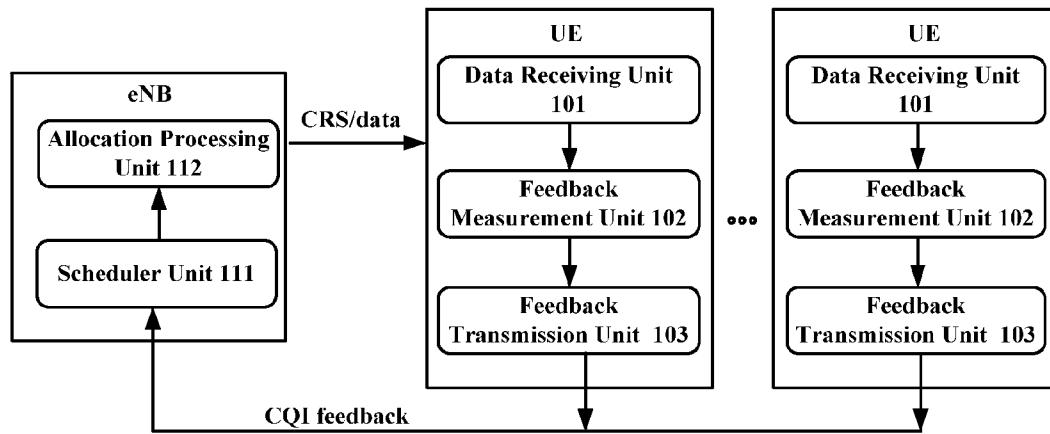 eNB
Allocation Processing
Unit 112
Scheduler Unit 111
CRS/data
UE
Data Receiving Unit
101
Feedback
Measurement Unit 102
Feedback
Transmission Unit 103
UE
Data Receiving Unit
101
Feedback
Measurement Unit 102
Feedback
Transmission Unit 103
CQI feedback